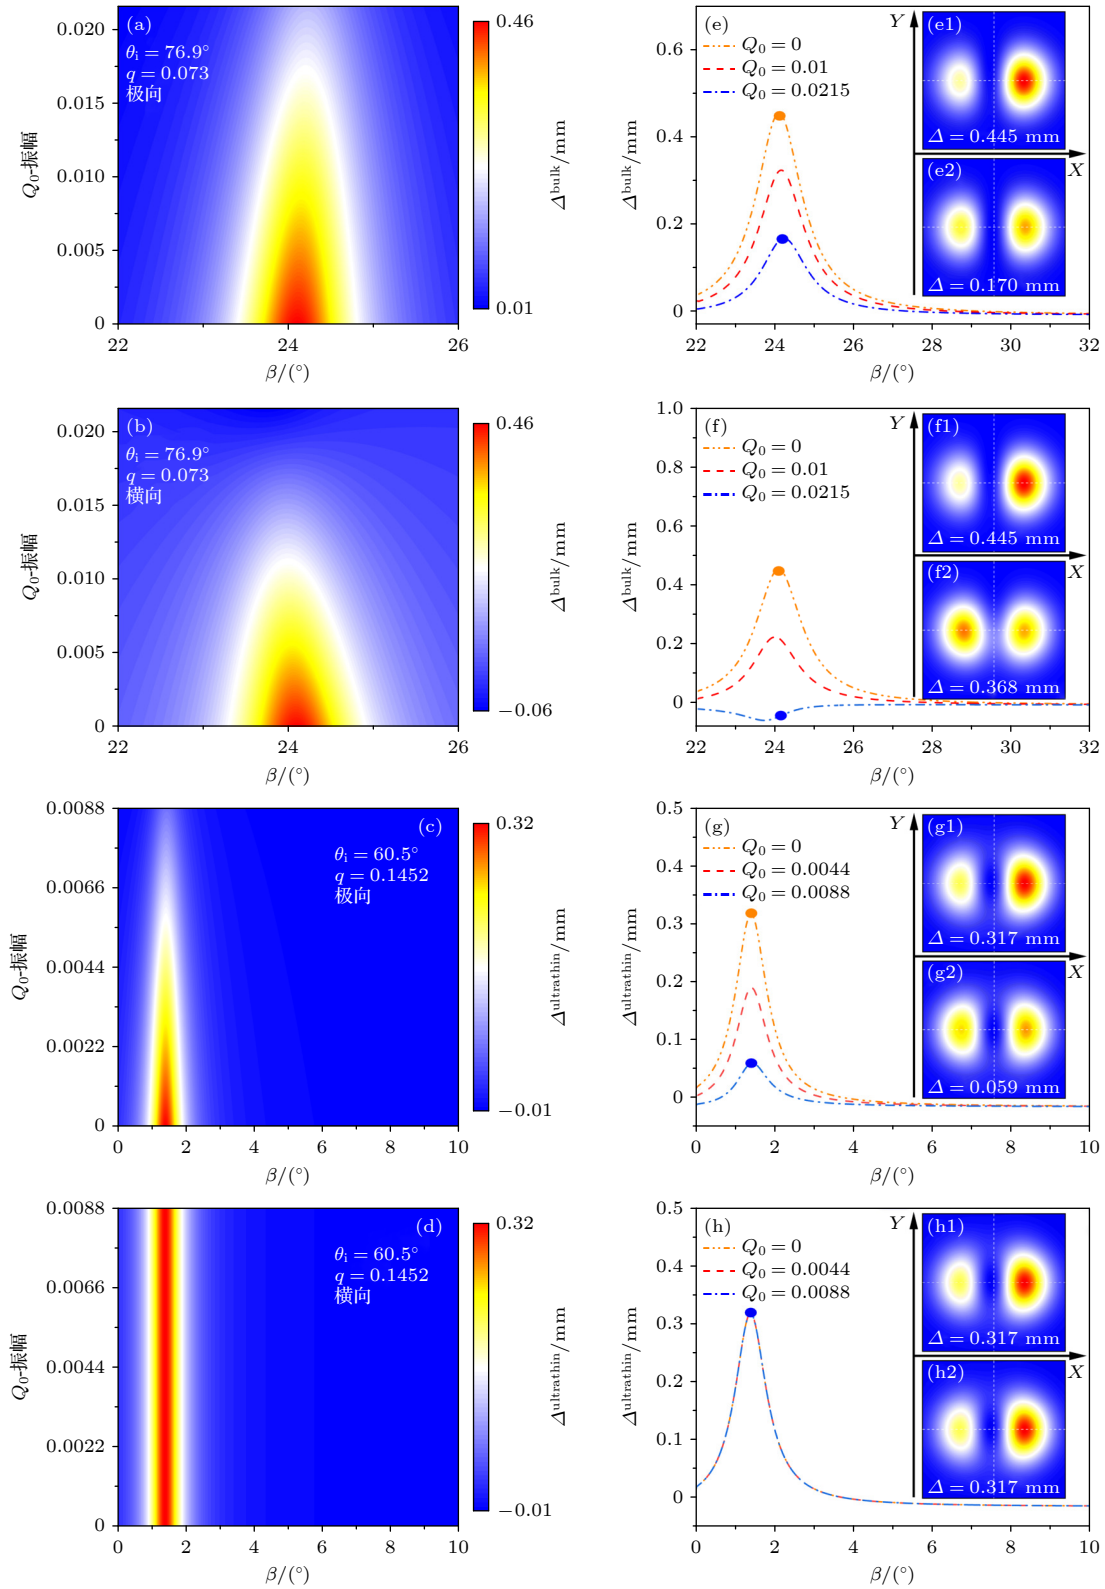 (a)
θi = 76.9°
q = 0.073
极向
0.020
0.015
0.010
0.005
0
Q0-振幅
22
24
26
β/(°)
0.46
0.01
Δbulk/mm
(e)
Q0 = 0
Q0 = 0.01
Q0 = 0.0215
0.6
0.4
0.2
0
Δbulk/mm
22
24
26
28
30
32
β/(°)
Y
X
(e1)
Δ = 0.445 mm
(e2)
Δ = 0.170 mm
(b)
θi = 76.9°
q = 0.073
横向
0.020
0.015
0.010
0.005
0
Q0-振幅
22
24
26
β/(°)
0.46
−0.06
Δbulk/mm
(f)
Q0 = 0
Q0 = 0.01
Q0 = 0.0215
1.0
0.8
0.6
0.4
0.2
0
Δbulk/mm
22
24
26
28
30
32
β/(°)
Y
X
(f1)
Δ = 0.445 mm
(f2)
Δ = 0.368 mm
(c)
θi = 60.5°
q = 0.1452
极向
0.0088
0.0066
0.0044
0.0022
0
Q0-振幅
0
2
4
6
8
10
β/(°)
0.32
−0.01
Δultrathin/mm
(g)
Q0 = 0
Q0 = 0.0044
Q0 = 0.0088
0.5
0.4
0.3
0.2
0.1
0
Δultrathin/mm
0
2
4
6
8
10
β/(°)
Y
X
(g1)
Δ = 0.317 mm
(g2)
Δ = 0.059 mm
(d)
θi = 60.5°
q = 0.1452
横向
0.0088
0.0066
0.0044
0.0022
0
Q0-振幅
0
2
4
6
8
10
β/(°)
0.32
−0.01
Δultrathin/mm
(h)
Q0 = 0
Q0 = 0.0044
Q0 = 0.0088
0.5
0.4
0.3
0.2
0.1
0
Δultrathin/mm
0
2
4
6
8
10
β/(°)
Y
X
(h1)
Δ = 0.317 mm
(h2)
Δ = 0.317 mm